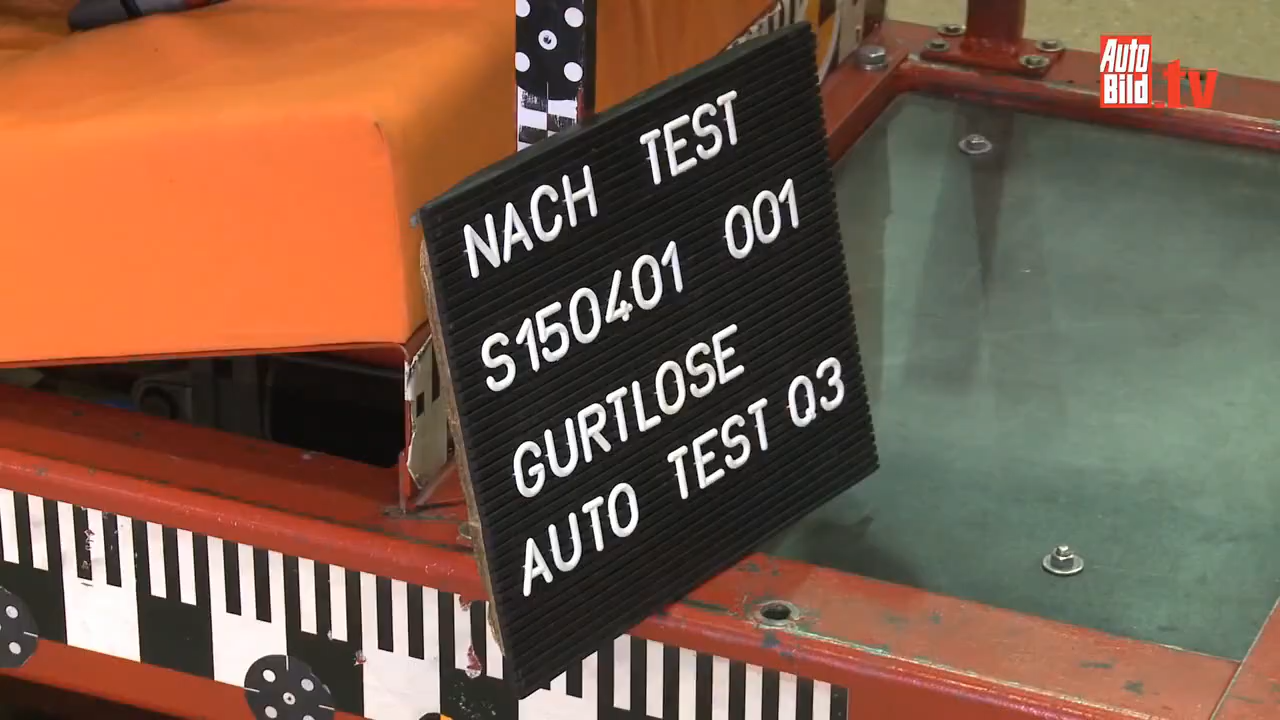 NACH TEST
S150401 001
GURTLOSE
AUTO TEST Q3
Auto Bild .tv